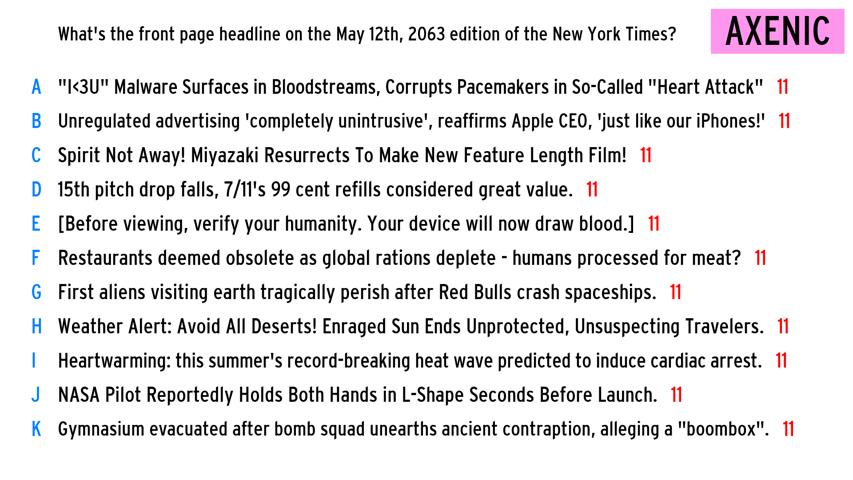 What's the front page headline on the May 12th, 2063 edition of the New York Times?
AXENIC
A "I<3U" Malware Surfaces in Bloodstreams, Corrupts Pacemakers in So-Called "Heart Attack" 11
B Unregulated advertising 'completely unintrusive', reaffirms Apple CEO, 'just like our iPhones!' 11
C Spirit Not Away! Miyazaki Resurrects To Make New Feature Length Film! 11
D 15th pitch drop falls, 7/11's 99 cent refills considered great value. 11
E [Before viewing, verify your humanity. Your device will now draw blood.] 11
F Restaurants deemed obsolete as global rations deplete - humans processed for meat? 11
G First aliens visiting earth tragically perish after Red Bulls crash spaceships. 11
H Weather Alert: Avoid All Deserts! Enraged Sun Ends Unprotected, Unsuspecting Travelers. 11
I Heartwarming: this summer's record-breaking heat wave predicted to induce cardiac arrest. 11
J NASA Pilot Reportedly Holds Both Hands in L-Shape Seconds Before Launch. 11
K Gymnasium evacuated after bomb squad unearths ancient contraption, alleging a "boombox". 11